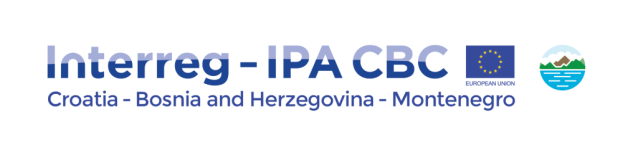 Interreg - IPA CBC
EUROPEAN UNION
Croatia - Bosnia and Herzegovina - Montenegro